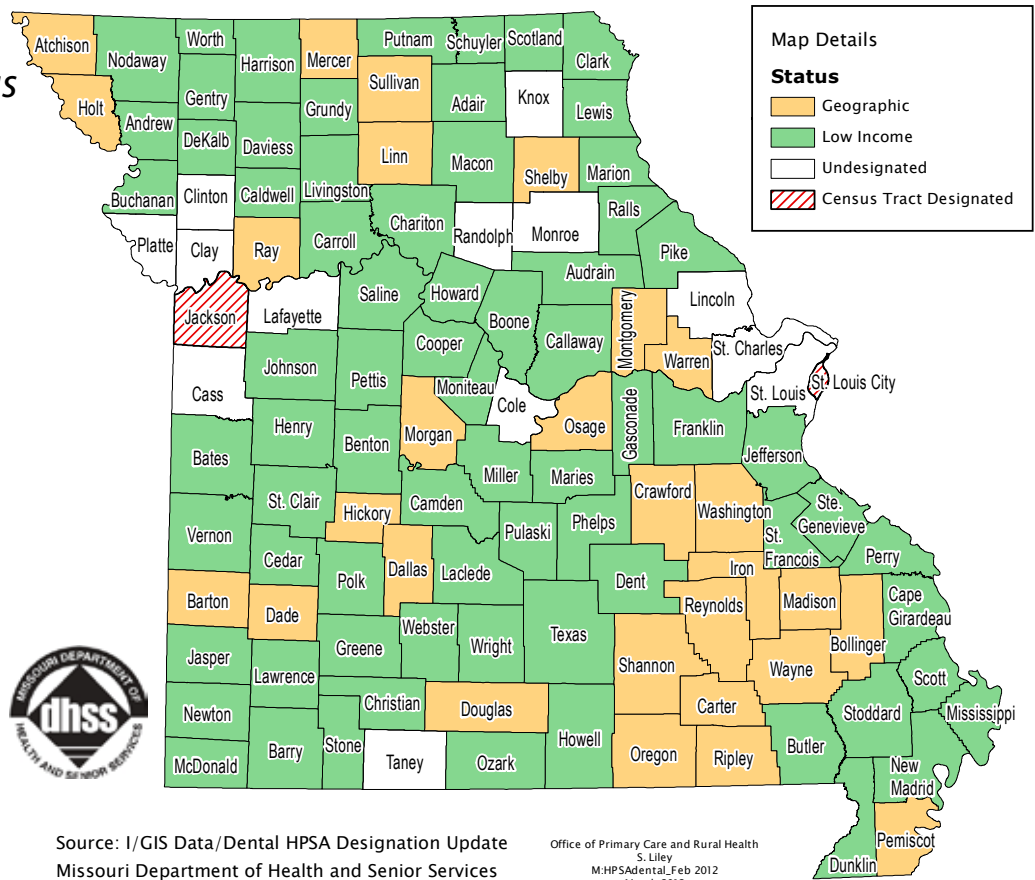 us
Map Details
Status
Geographic
Low Income
Undesignated
Census Tract Designated
Atchison
Nodaway
Worth
Harrison
Mercer
Putnam
Schuyler
Scotland
Clark
Holt
Andrew
Gentry
DeKalb
Daviess
Grundy
Sullivan
Adair
Knox
Lewis
Linn
Macon
Shelby
Marion
Buchanan
Clinton
Caldwell
Livingston
Chariton
Randolph
Monroe
Ralls
Platte
Clay
Ray
Carroll
Pike
Audrain
Saline
Howard
Boone
Lincoln
Jackson
Lafayette
Cooper
Callaway
Montgomery
Warren
St. Charles
Johnson
Pettis
Moniteau
Cole
St. Louis
St. Louis City
Cass
Henry
Benton
Morgan
Osage
Gasconade
Franklin
Jefferson
Bates
Miller
Maries
St. Clair
Hickory
Camden
Crawford
Washington
Ste.
Genevieve
Vernon
Pulaski
Phelps
St.
Francois
Perry
Cedar
Polk
Dallas
Laclede
Dent
Iron
Barton
Dade
Reynolds
Madison
Cape
Girardeau
Webster
Wright
Texas
Bollinger
Jasper
Greene
Shannon
Wayne
Lawrence
Scott
Newton
Christian
Douglas
Carter
Stoddard
Mississippi
McDonald
Barry
Stone
Taney
Ozark
Howell
Oregon
Ripley
Butler
New
Madrid
Pemiscot
Dunklin
MISSOURI DEPARTMENT OF
dhss
HEALTH AND SENIOR SERVICES
Source: I/GIS Data/Dental HPSA Designation Update
Missouri Department of Health and Senior Services
Office of Primary Care and Rural Health
S. Liley
M:HPSAdental_Feb 2012